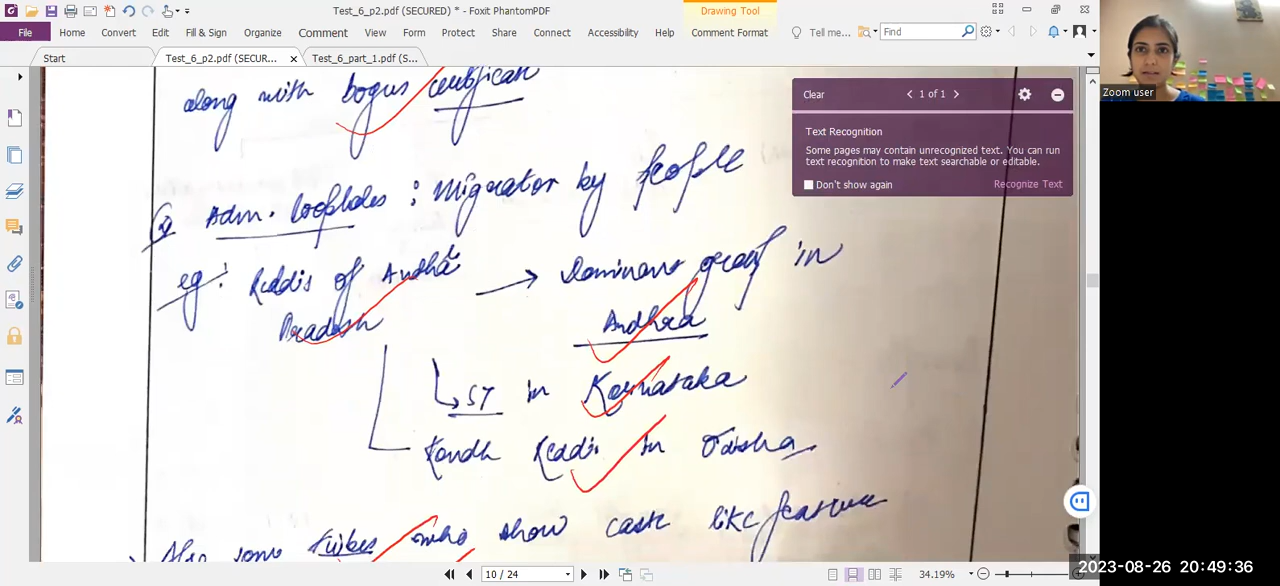 Test_6_p2.pdf (SECURED) * - Foxit PhantomPDF
Drawing Tool
File Home Convert Edit Fill & Sign Organize Comment View Form Protect Share Connect Accessibility Help Comment Format Tell me... Find
Start Test_6_p2.pdf (SECUR... × Test_6_part_1.pdf (S...
along with bogus certificate
Adm. loopholes : Migration by people
eg: Reddis of Andhra → Dominant group in
Pradesh Andhra
↳ ST in Karnataka
Kondh Reddis in Odisha
Also some tribes who show caste like feature
Clear
1 of 1
Text Recognition
Some pages may contain unrecognized text. You can run
text recognition to make text searchable or editable.
Don't show again Recognize Text
Zoom user
10 / 24
34.19%
2023-08-26 20:49:36